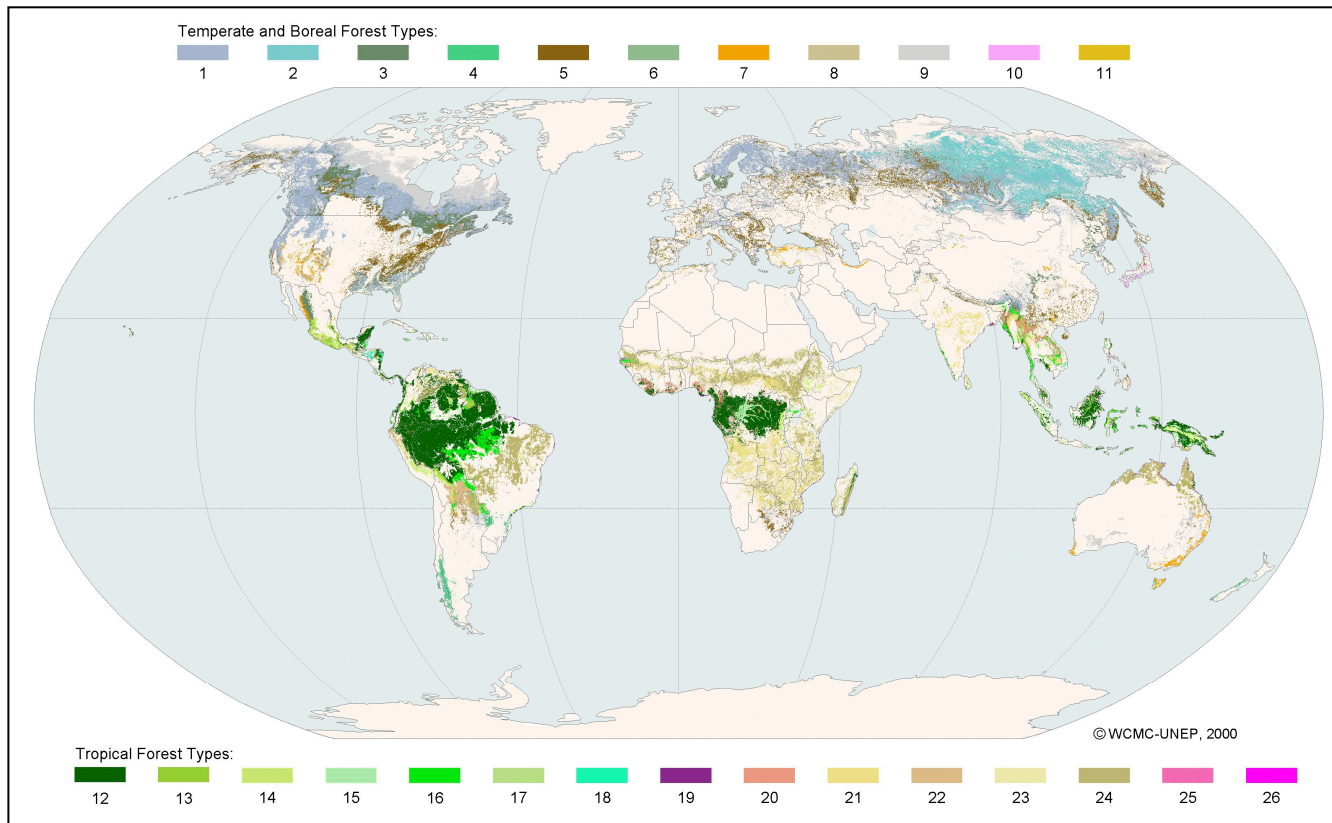 Temperate and Boreal Forest Types:
1 2 3 4 5 6 7 8 9 10 11
© WCMC-UNEP, 2000
Tropical Forest Types:
12 13 14 15 16 17 18 19 20 21 22 23 24 25 26